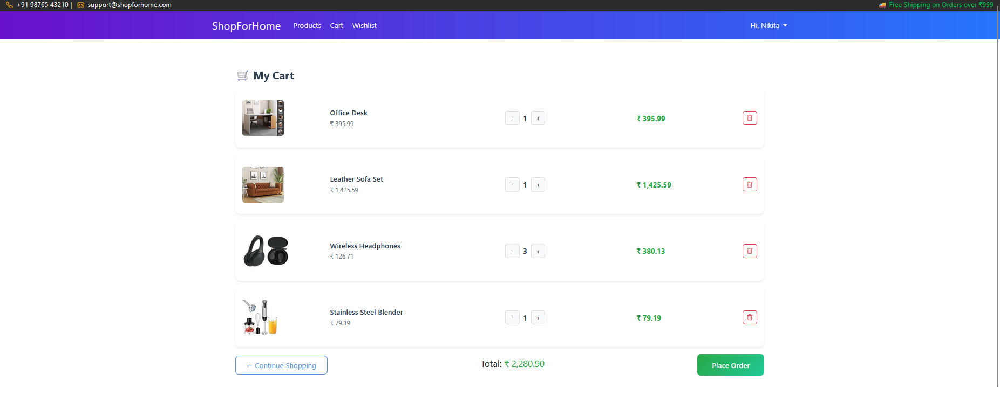 +91 98765 43210 | support@shopforhome.com
Free Shipping on Orders over ₹999
ShopForHome Products Cart Wishlist Hi, Nikita
My Cart
Office Desk
₹ 395.99
- 1 +
₹ 395.99
Leather Sofa Set
₹ 1,425.59
- 1 +
₹ 1,425.59
Wireless Headphones
₹ 126.71
- 3 +
₹ 380.13
Stainless Steel Blender
₹ 79.19
- 1 +
₹ 79.19
← Continue Shopping
Total: ₹ 2,280.90
Place Order